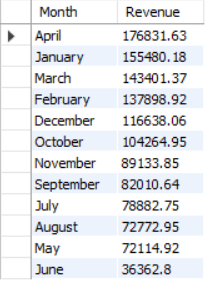 Month Revenue
April 176831.63
January 155480.18
March 143401.37
February 137898.92
December 116638.06
October 104264.95
November 89133.85
September 82010.64
July 78882.75
August 72772.95
May 72114.92
June 36362.8